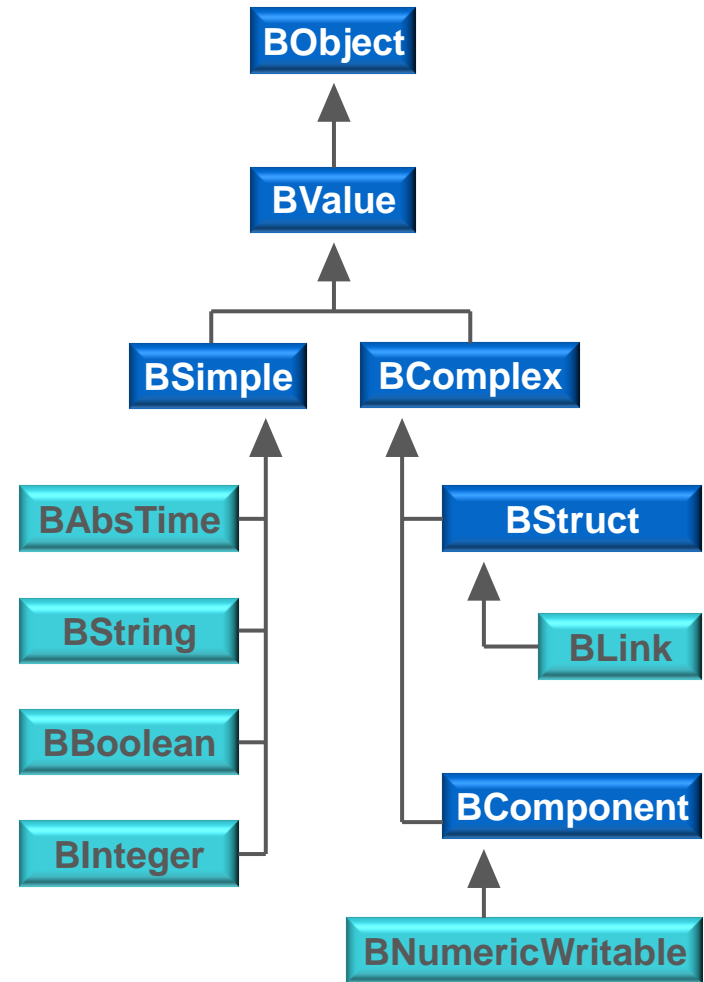 BObject
BValue
BSimple
BComplex
BAbsTime
BStruct
BString
BLink
BBoolean
BComponent
BInteger
BNumericWritable